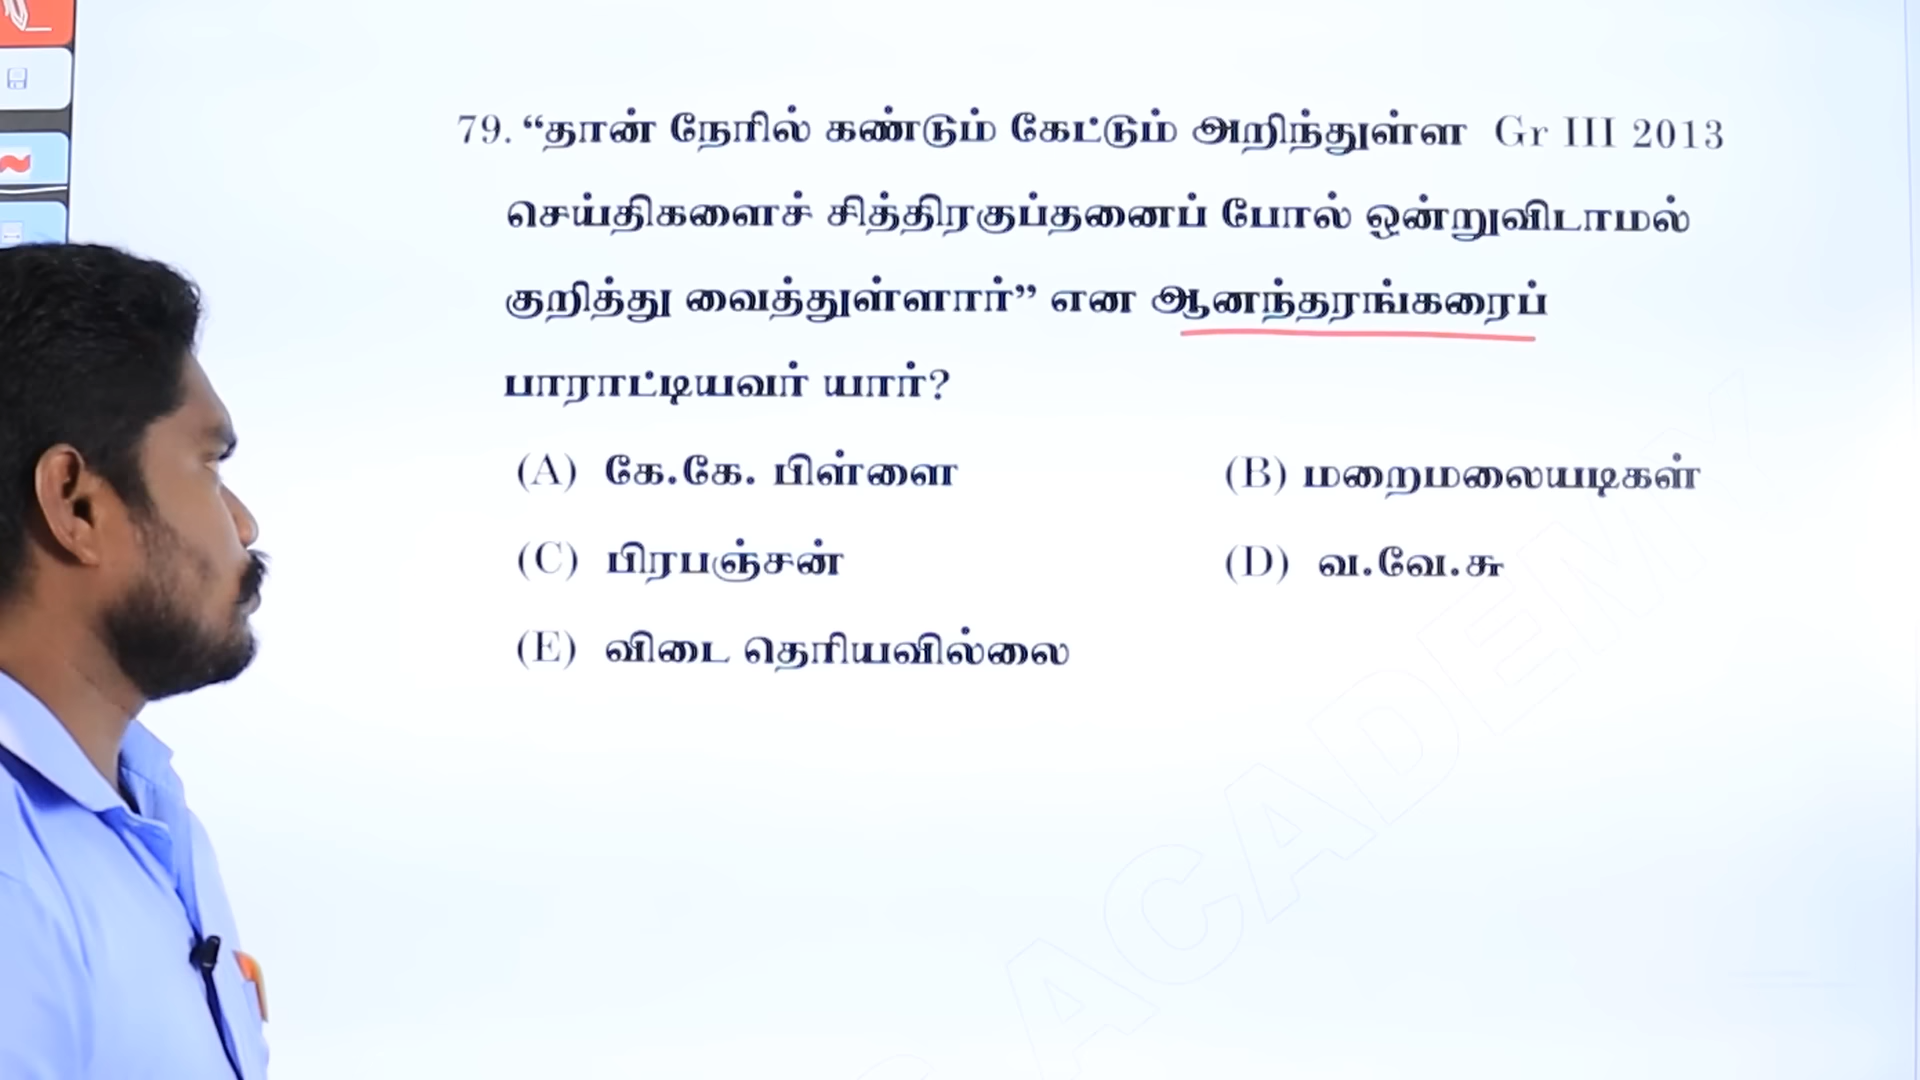 79. “தான் நேரில் கண்டும் கேட்டும் அறிந்துள்ள Gr III 2013
செய்திகளைச் சித்திரகுப்தனைப் போல் ஒன்றுவிடாமல்
குறித்து வைத்துள்ளார்” என ஆனந்தரங்கரைப்
பாராட்டியவர் யார்?
(A) கே.கே. பிள்ளை (B) மறைமலையடிகள்
(C) பிரபஞ்சன் (D) வ.வே.சு
(E) விடை தெரியவில்லை
ACADEMY